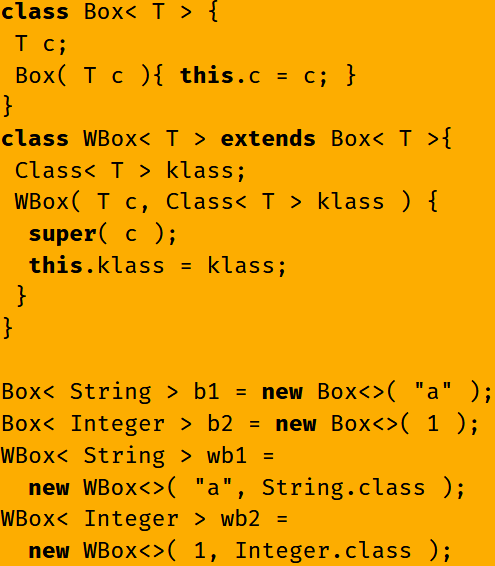 class Box< T > {
 T c;
 Box( T c ){ this.c = c; }
}
class WBox< T > extends Box< T >{
 Class< T > klass;
 WBox( T c, Class< T > klass ) {
  super( c );
  this.klass = klass;
 }
}

Box< String > b1 = new Box<>( "a" );
Box< Integer > b2 = new Box<>( 1 );
WBox< String > wb1 =
  new WBox<>( "a", String.class );
WBox< Integer > wb2 =
  new WBox<>( 1, Integer.class );